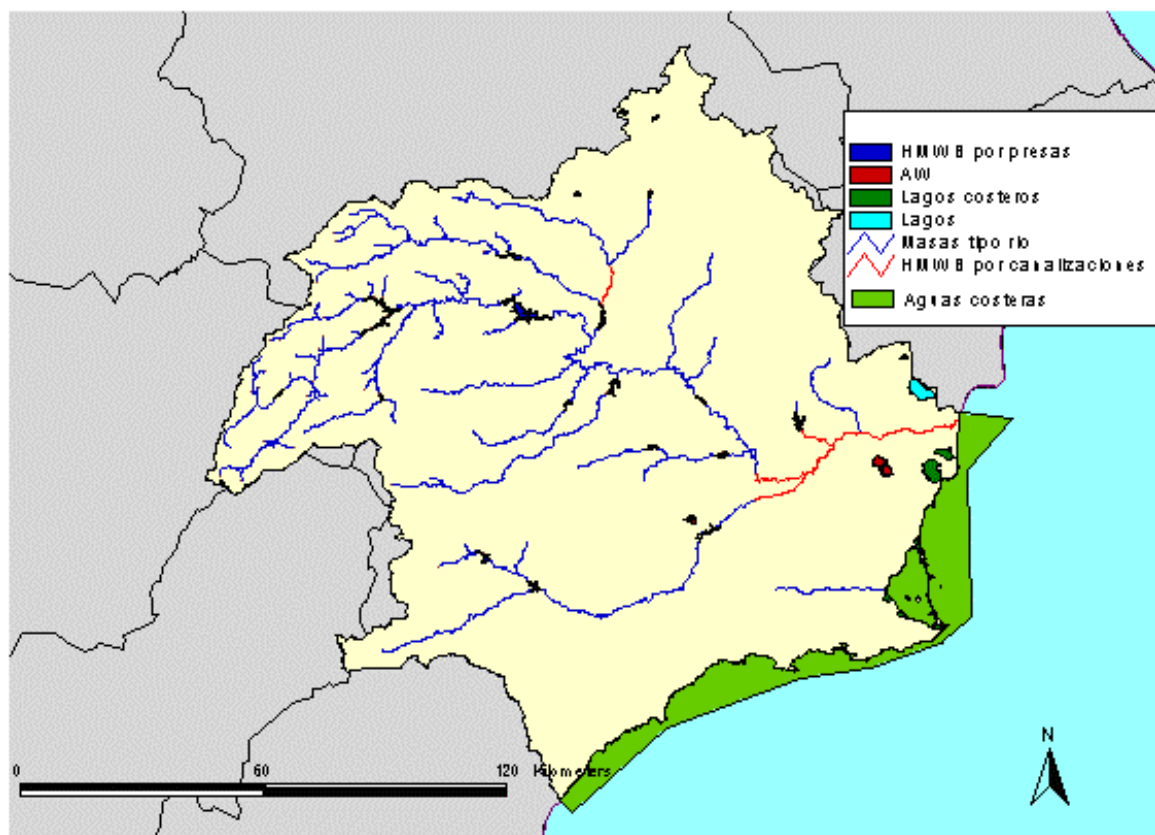 HMWB por presas
AW
Lagos costeros
Lagos
Masas tipo río
HMWB por canalizaciones
Aguas costeras
N
0 60 120 Kilometers